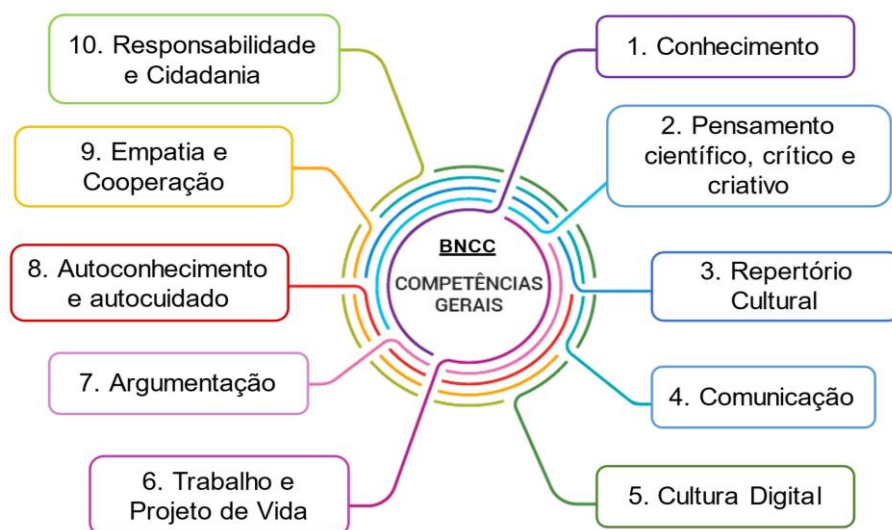 10. Responsabilidade
e Cidadania
1. Conhecimento
9. Empatia e
Cooperação
2. Pensamento
científico, crítico e
criativo
BNCC
COMPETÊNCIAS
GERAIS
8. Autoconhecimento
e autocuidado
3. Repertório
Cultural
7. Argumentação
4. Comunicação
6. Trabalho e
Projeto de Vida
5. Cultura Digital